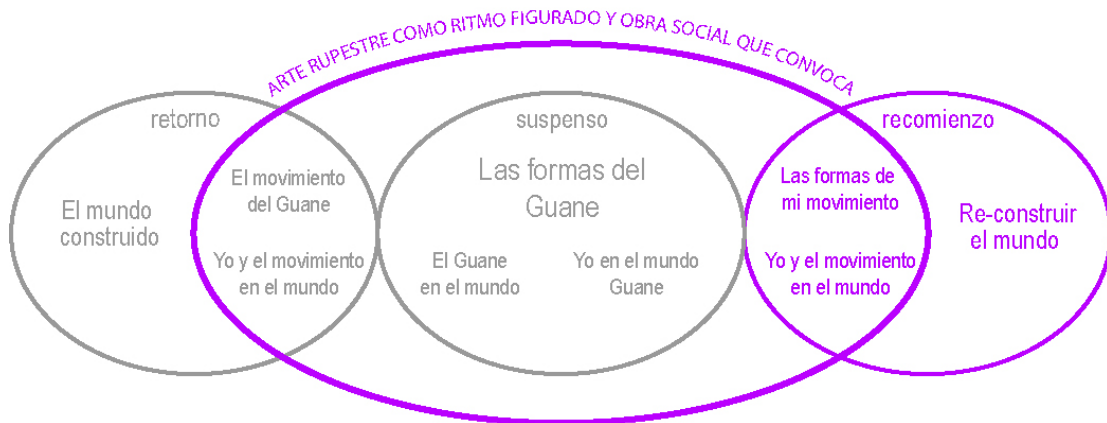 ARTE RUPESTRE COMO RITMO FIGURADO Y OBRA SOCIAL QUE CONVOCA
retorno
El mundo
construido
El movimiento
del Guane
Yo y el movimiento
en el mundo
suspenso
Las formas del
Guane
El Guane
en el mundo
Yo en el mundo
Guane
recomienzo
Las formas de
mi movimiento
Yo y el movimiento
en el mundo
Re-construir
el mundo